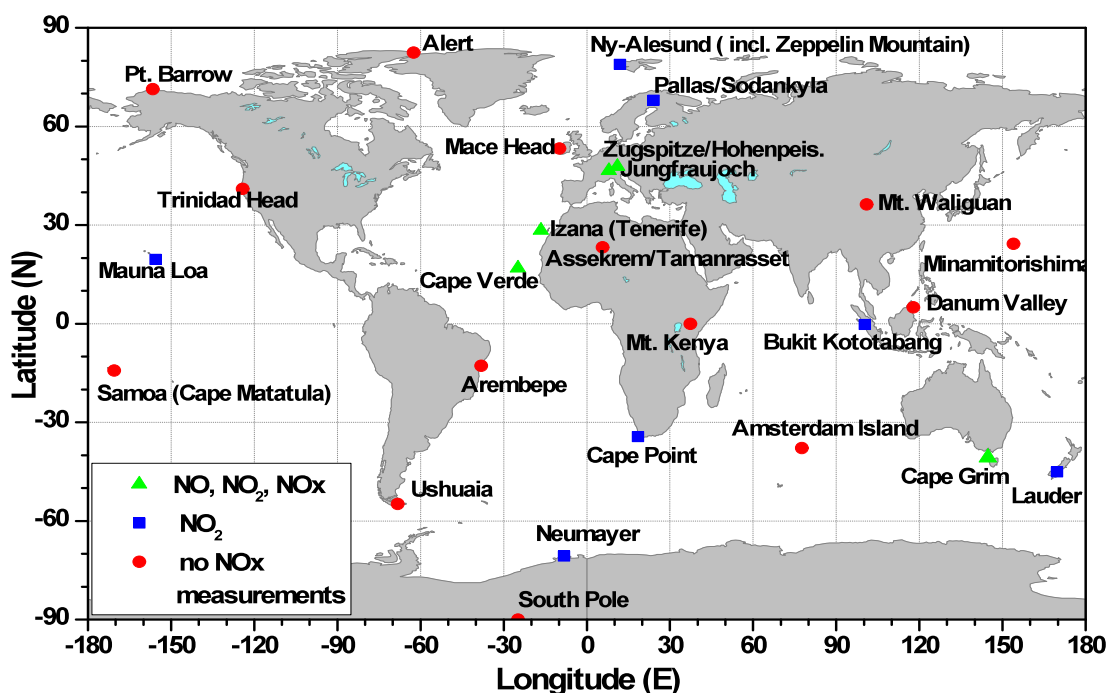 90
60
30
0
-30
-60
-90
Latitude (N)
Alert
Ny-Alesund ( incl. Zeppelin Mountain)
Pt. Barrow
Pallas/Sodankyla
Mace Head
Zugspitze/Hohenpeis.
Jungfraujoch
Trinidad Head
Mt. Waliguan
Izana (Tenerife)
Assekrem/Tamanrasset
Mauna Loa
Cape Verde
Minamitorishima
Danum Valley
Mt. Kenya
Bukit Kototabang
Samoa (Cape Matatula)
Arembepe
Amsterdam Island
Cape Point
Cape Grim
Lauder
Ushuaia
Neumayer
South Pole
NO, NO₂, NOx
NO₂
no NOx
measurements
-180 -150 -120 -90 -60 -30 0 30 60 90 120 150 180
Longitude (E)